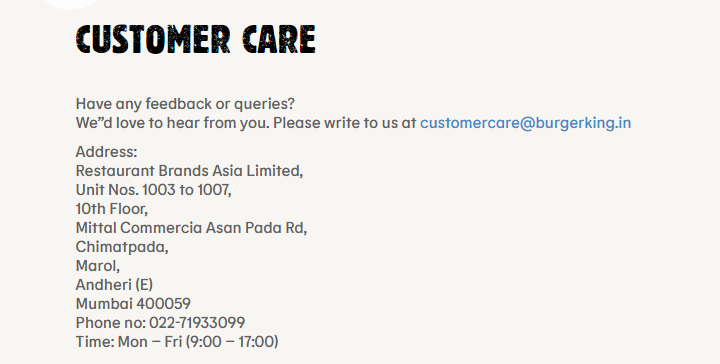 CUSTOMER CARE
Have any feedback or queries?
We”d love to hear from you. Please write to us at customercare@burgerking.in
Address:
Restaurant Brands Asia Limited,
Unit Nos. 1003 to 1007,
10th Floor,
Mittal Commercia Asan Pada Rd,
Chimatpada,
Marol,
Andheri (E)
Mumbai 400059
Phone no: 022-71933099
Time: Mon – Fri (9:00 – 17:00)